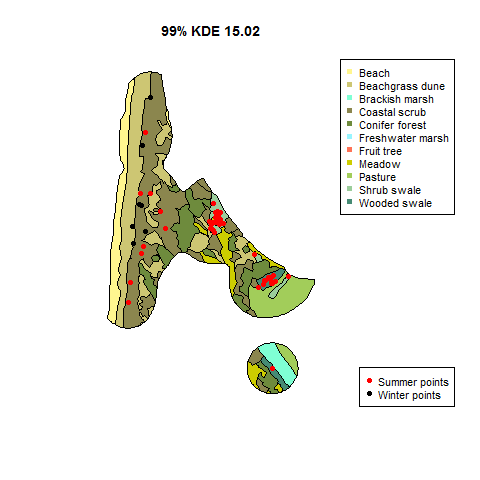 99% KDE 15.02
Beach
Beachgrass dune
Brackish marsh
Coastal scrub
Conifer forest
Freshwater marsh
Fruit tree
Meadow
Pasture
Shrub swale
Wooded swale
Summer points
Winter points